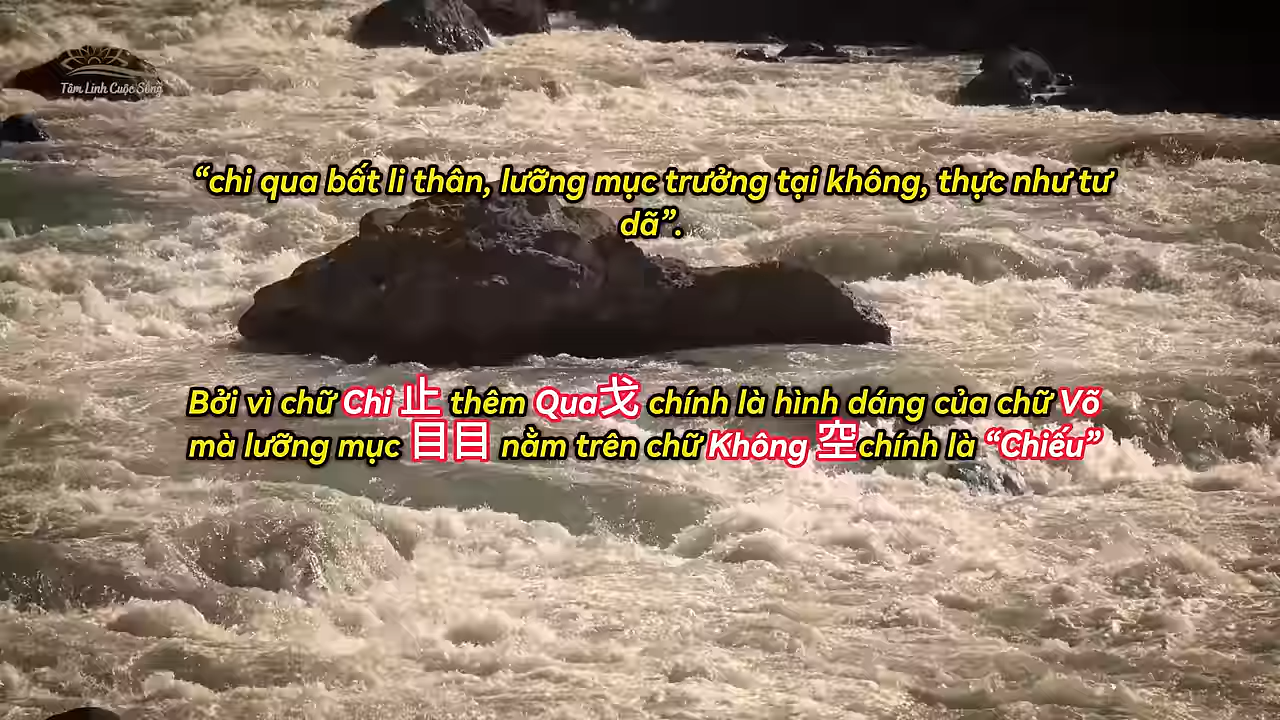 Tâm Linh Cuộc Sống
“chi qua bất li thân, lưỡng mục trưởng tại không, thực như tư
dã”.
Bởi vì chữ Chi 止 thêm Qua戈 chính là hình dáng của chữ Võ
mà lưỡng mục 目目 nằm trên chữ Không 空chính là “Chiếu”